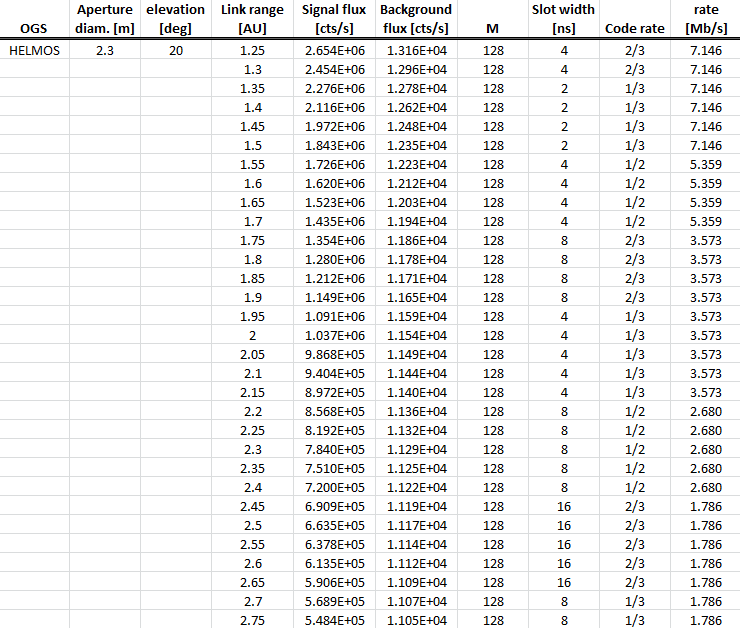 Aperture elevation Link range Signal flux Background Slot width rate
OGS diam. [m] [deg] [AU] [cts/s] flux [cts/s] M [ns] Code rate [Mb/s]
HELMOS 2.3 20 1.25 2.654E+06 1.316E+04 128 4 2/3 7.146
1.3 2.454E+06 1.296E+04 128 4 2/3 7.146
1.35 2.276E+06 1.278E+04 128 2 1/3 7.146
1.4 2.116E+06 1.262E+04 128 2 1/3 7.146
1.45 1.972E+06 1.248E+04 128 2 1/3 7.146
1.5 1.843E+06 1.235E+04 128 2 1/3 7.146
1.55 1.726E+06 1.223E+04 128 4 1/2 5.359
1.6 1.620E+06 1.212E+04 128 4 1/2 5.359
1.65 1.523E+06 1.203E+04 128 4 1/2 5.359
1.7 1.435E+06 1.194E+04 128 4 1/2 5.359
1.75 1.354E+06 1.186E+04 128 8 2/3 3.573
1.8 1.280E+06 1.178E+04 128 8 2/3 3.573
1.85 1.212E+06 1.171E+04 128 8 2/3 3.573
1.9 1.149E+06 1.165E+04 128 8 2/3 3.573
1.95 1.091E+06 1.159E+04 128 4 1/3 3.573
2 1.037E+06 1.154E+04 128 4 1/3 3.573
2.05 9.868E+05 1.149E+04 128 4 1/3 3.573
2.1 9.404E+05 1.144E+04 128 4 1/3 3.573
2.15 8.972E+05 1.140E+04 128 4 1/3 3.573
2.2 8.568E+05 1.136E+04 128 8 1/2 2.680
2.25 8.192E+05 1.132E+04 128 8 1/2 2.680
2.3 7.840E+05 1.129E+04 128 8 1/2 2.680
2.35 7.510E+05 1.125E+04 128 8 1/2 2.680
2.4 7.200E+05 1.122E+04 128 8 1/2 2.680
2.45 6.909E+05 1.119E+04 128 16 2/3 1.786
2.5 6.635E+05 1.117E+04 128 16 2/3 1.786
2.55 6.378E+05 1.114E+04 128 16 2/3 1.786
2.6 6.135E+05 1.112E+04 128 16 2/3 1.786
2.65 5.906E+05 1.109E+04 128 16 2/3 1.786
2.7 5.689E+05 1.107E+04 128 8 1/3 1.786
2.75 5.484E+05 1.105E+04 128 8 1/3 1.786